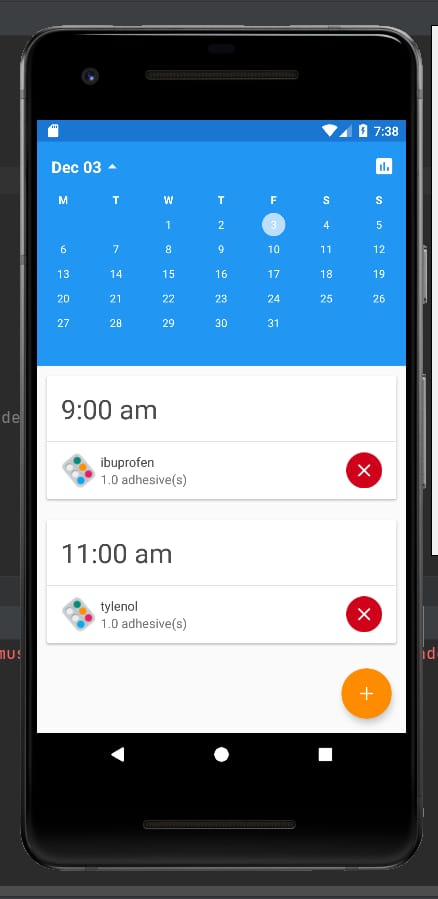 7:38
Dec 03
M T W T F S S
1 2 3 4 5
6 7 8 9 10 11 12
13 14 15 16 17 18 19
20 21 22 23 24 25 26
27 28 29 30 31
9:00 am
ibuprofen
1.0 adhesive(s)
11:00 am
tylenol
1.0 adhesive(s)
de
mus